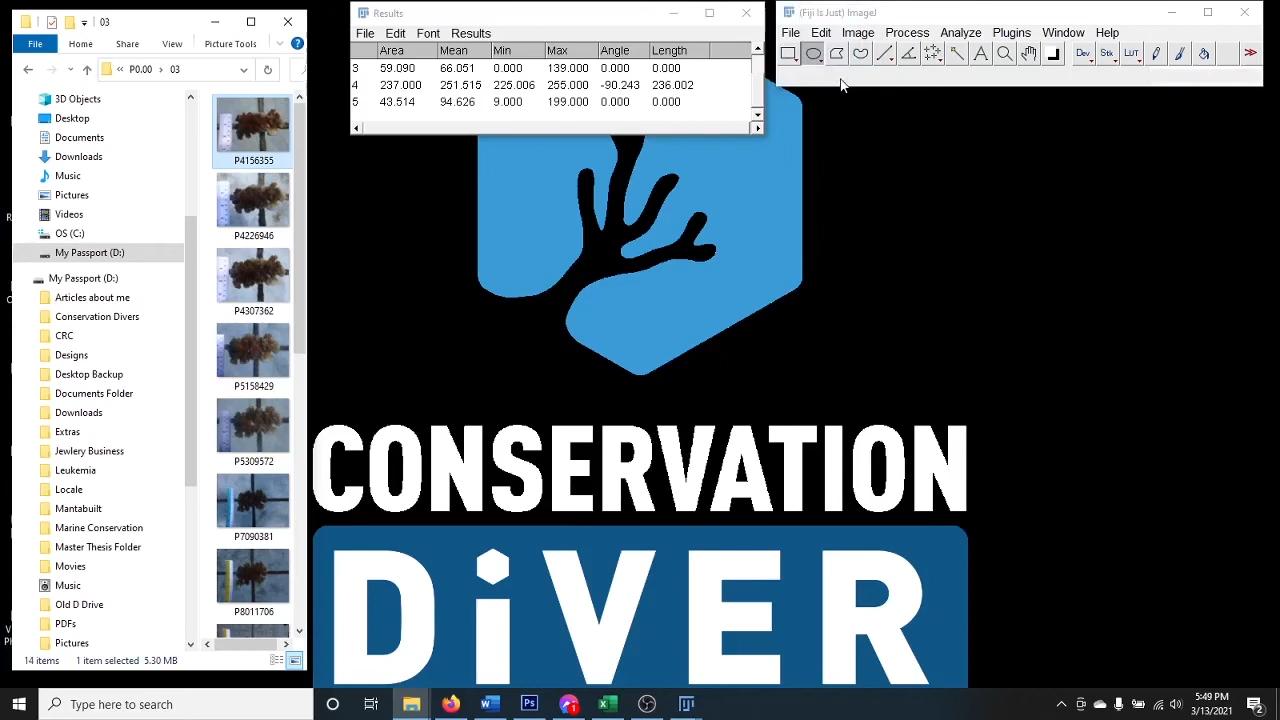 03
File Home Share View Picture Tools
P0.00 03
3D Objects
Desktop
Documents
Downloads
Music
Pictures
Videos
OS (C:)
My Passport (D:)
My Passport (D:)
Articles about me
Conservation Divers
CRC
Designs
Desktop Backup
Documents Folder
Downloads
Extras
Jewlery Business
Leukemia
Locale
Mantabuilt
Marine Conservation
Master Thesis Folder
Movies
Music
Old D Drive
PDFs
Pictures
P4156355
P4226946
P4307362
P5158429
P5309572
P7090381
P8011706
14 items 1 item selected 5.30 MB
Results
File Edit Font Results
Area Mean Min Max Angle Length
3 59.090 66.051 0.000 139.000 0.000 0.000
4 237.000 251.515 225.006 255.000 -90.243 236.002
5 43.514 94.626 9.000 199.000 0.000 0.000
(Fiji Is Just) ImageJ
File Edit Image Process Analyze Plugins Window Help
Dev Stk LUT
CONSERVATION
DiVER
Type here to search
5:49 PM
3/13/2021